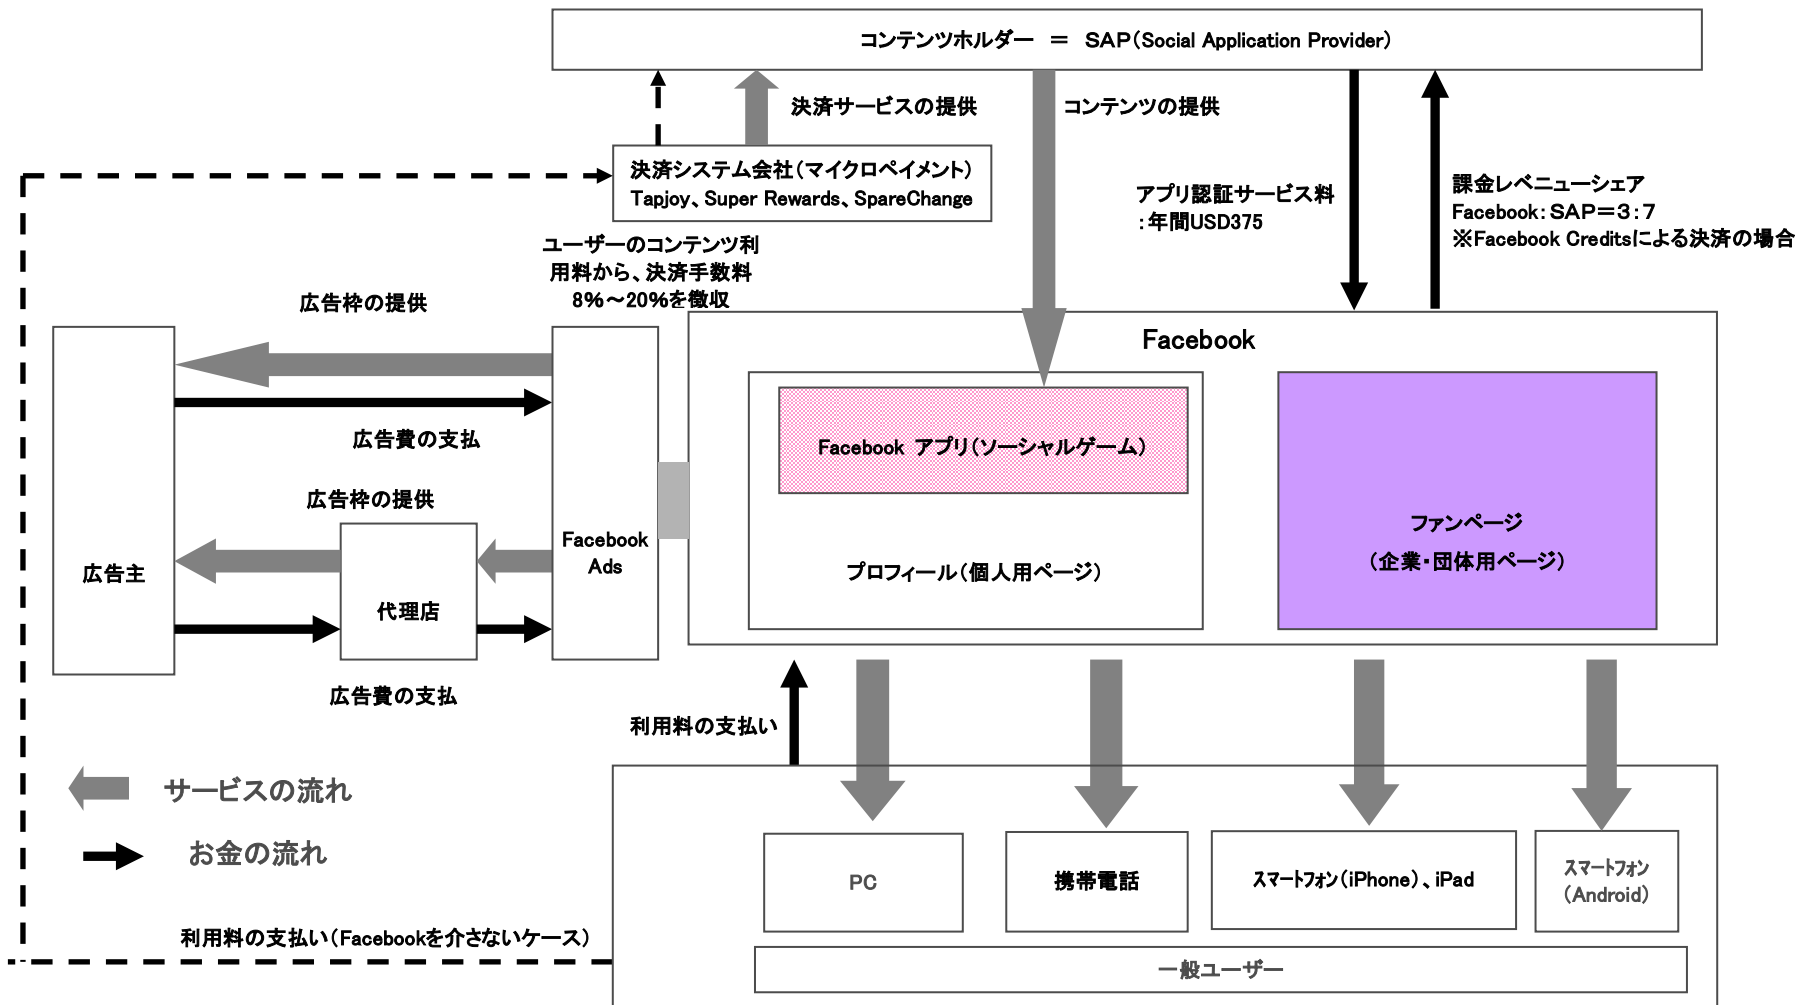 コンテンツホルダー ＝ SAP（Social Application Provider）
決済サービスの提供
コンテンツの提供
決済システム会社（マイクロペイメント）
Tapjoy、Super Rewards、SpareChange
アプリ認証サービス料
：年間USD375
課金レベニューシェア
Facebook：SAP＝3：7
※Facebook Creditsによる決済の場合
ユーザーのコンテンツ利
用料から、決済手数料
8%～20%を徴収
広告枠の提供
Facebook
広告費の支払
Facebook アプリ（ソーシャルゲーム）
広告枠の提供
広告主
代理店
Facebook
Ads
プロフィール（個人用ページ）
ファンページ
（企業・団体用ページ）
広告費の支払
利用料の支払い
サービスの流れ
お金の流れ
PC
携帯電話
スマートフォン（iPhone）、iPad
スマートフォン
（Android）
利用料の支払い（Facebookを介さないケース）
一般ユーザー